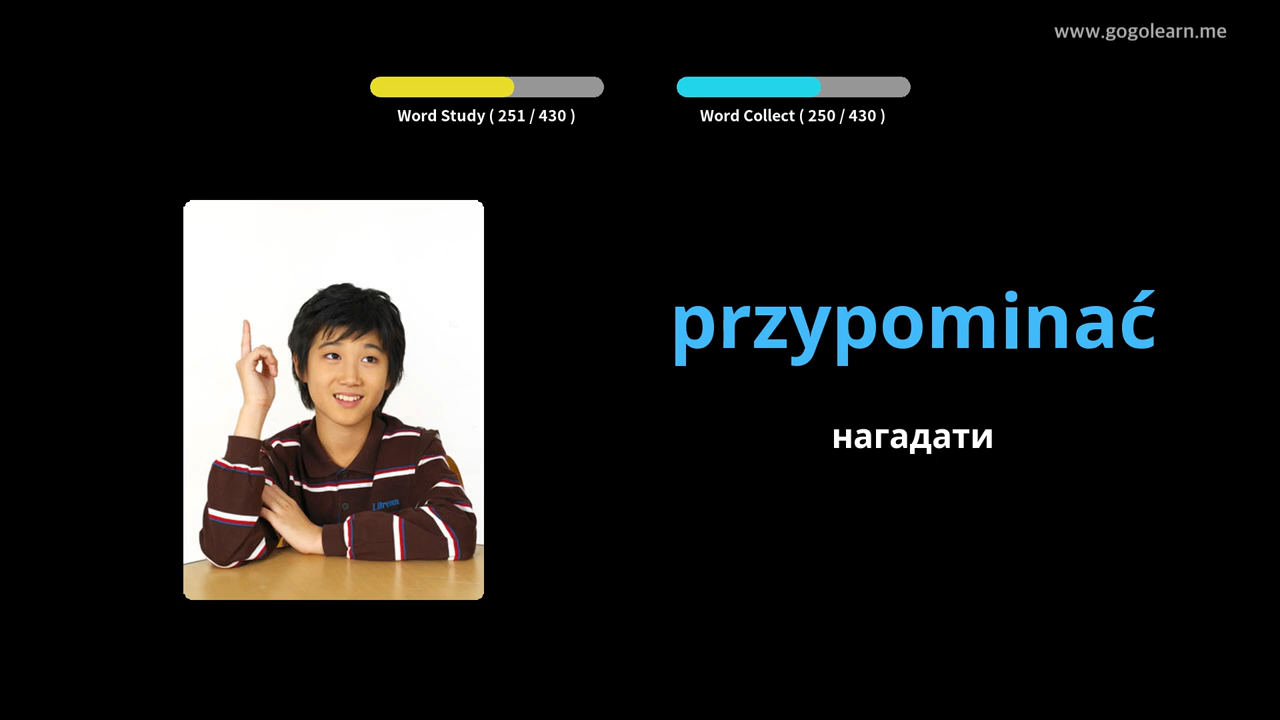 www.gogolearn.me
Word Study ( 251 / 430 )
Word Collect ( 250 / 430 )
przypominać
нагадати